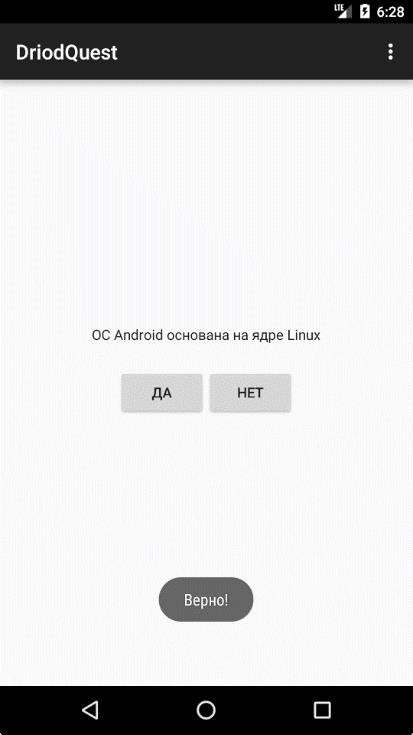 LTE 6:28
DriodQuest
ОС Android основана на ядре Linux
ДА НЕТ
Верно!